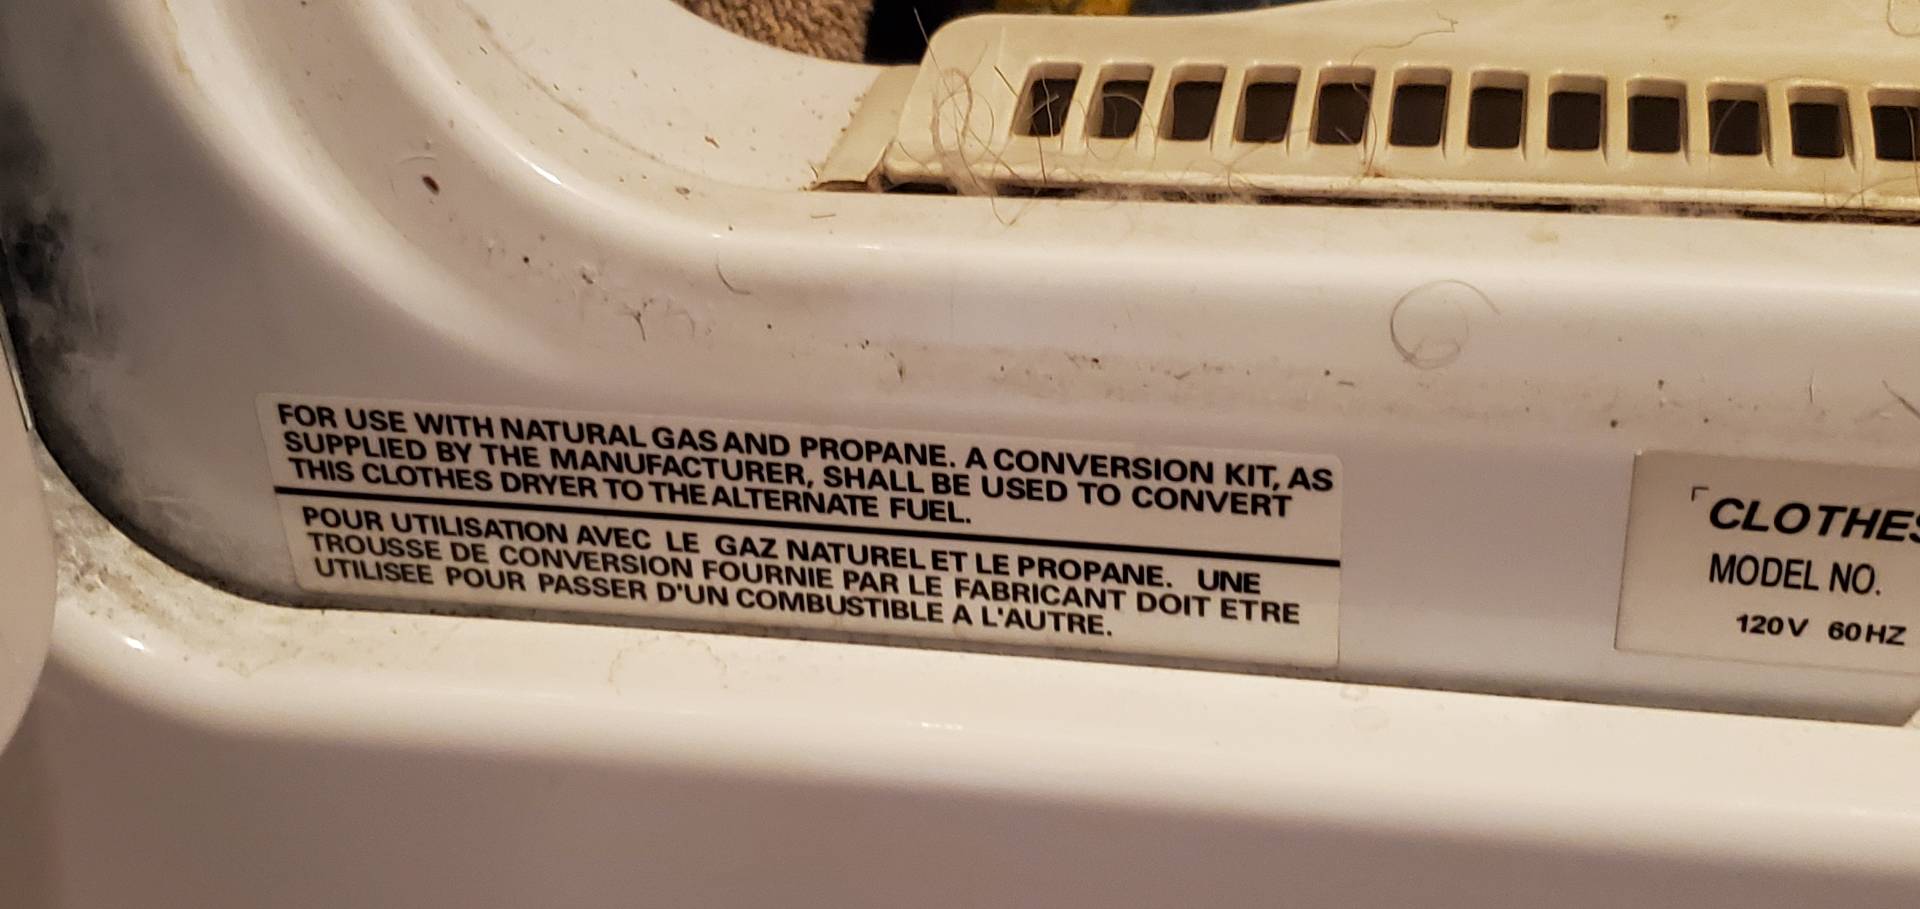 FOR USE WITH NATURAL GAS AND PROPANE. A CONVERSION KIT, AS
SUPPLIED BY THE MANUFACTURER, SHALL BE USED TO CONVERT
THIS CLOTHES DRYER TO THE ALTERNATE FUEL.
POUR UTILISATION AVEC LE GAZ NATUREL ET LE PROPANE. UNE
TROUSSE DE CONVERSION FOURNIE PAR LE FABRICANT DOIT ETRE
UTILISEE POUR PASSER D'UN COMBUSTIBLE A L'AUTRE.
CLOTHES
MODEL NO.
120V 60HZ